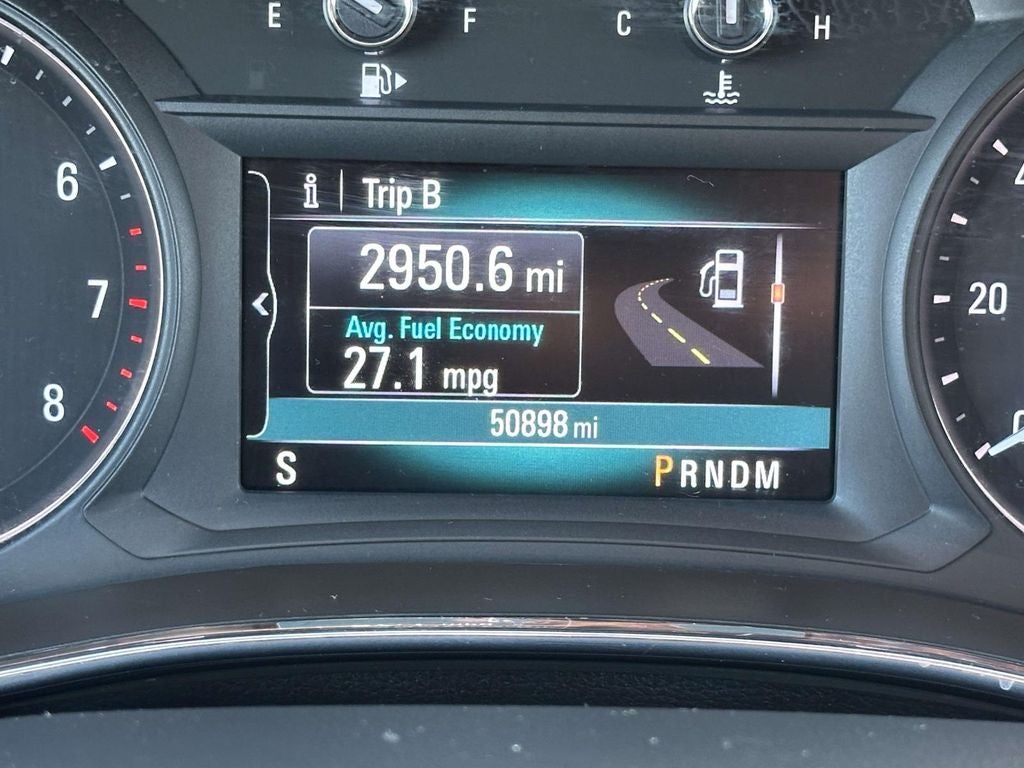 E F C H
6
7
8
i Trip B
2950.6 mi
Avg. Fuel Economy
27.1 mpg
50898 mi
S PRNDM
20